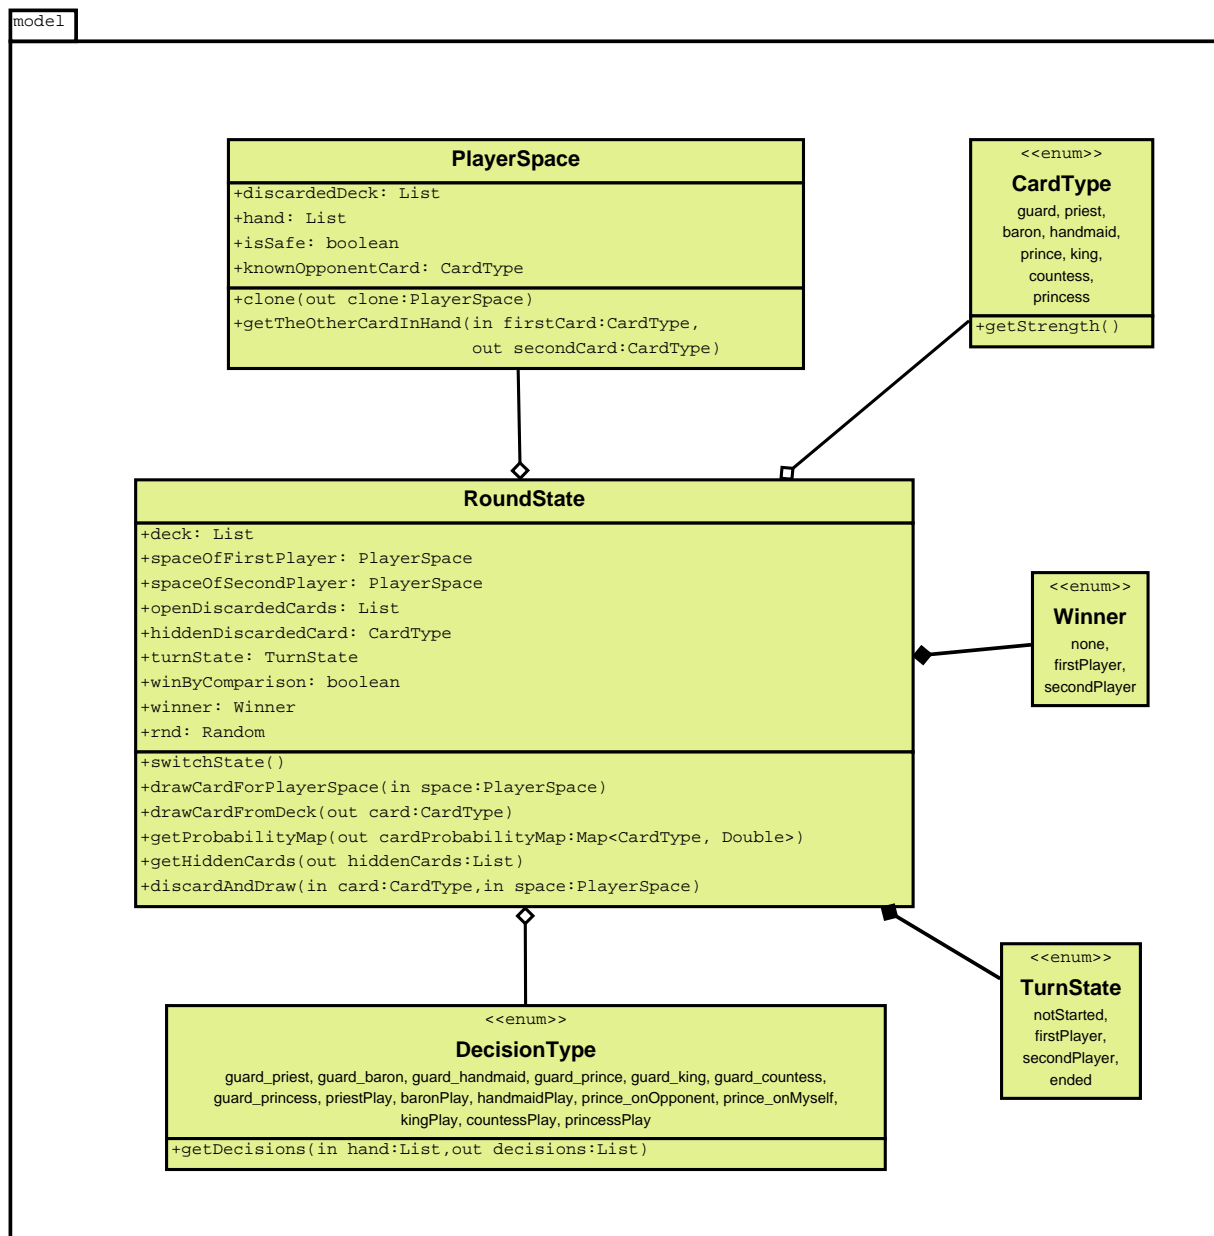 model
PlayerSpace
+discardedDeck: List
+hand: List
+isSafe: boolean
+knownOpponentCard: CardType
+clone(out clone:PlayerSpace)
+getTheOtherCardInHand(in firstCard:CardType,
out secondCard:CardType)
<<enum>>
CardType
guard, priest,
baron, handmaid,
prince, king,
countess,
princess
+getStrength()
RoundState
+deck: List
+spaceOfFirstPlayer: PlayerSpace
+spaceOfSecondPlayer: PlayerSpace
+openDiscardedCards: List
+hiddenDiscardedCard: CardType
+turnState: TurnState
+winByComparison: boolean
+winner: Winner
+rnd: Random
+switchState()
+drawCardForPlayerSpace(in space:PlayerSpace)
+drawCardFromDeck(out card:CardType)
+getProbabilityMap(out cardProbabilityMap:Map<CardType, Double>)
+getHiddenCards(out hiddenCards:List)
+discardAndDraw(in card:CardType,in space:PlayerSpace)
<<enum>>
Winner
none,
firstPlayer,
secondPlayer
<<enum>>
TurnState
notStarted,
firstPlayer,
secondPlayer,
ended
<<enum>>
DecisionType
guard_priest, guard_baron, guard_handmaid, guard_prince, guard_king, guard_countess,
guard_princess, priestPlay, baronPlay, handmaidPlay, prince_onOpponent, prince_onMyself,
kingPlay, countessPlay, princessPlay
+getDecisions(in hand:List,out decisions:List)